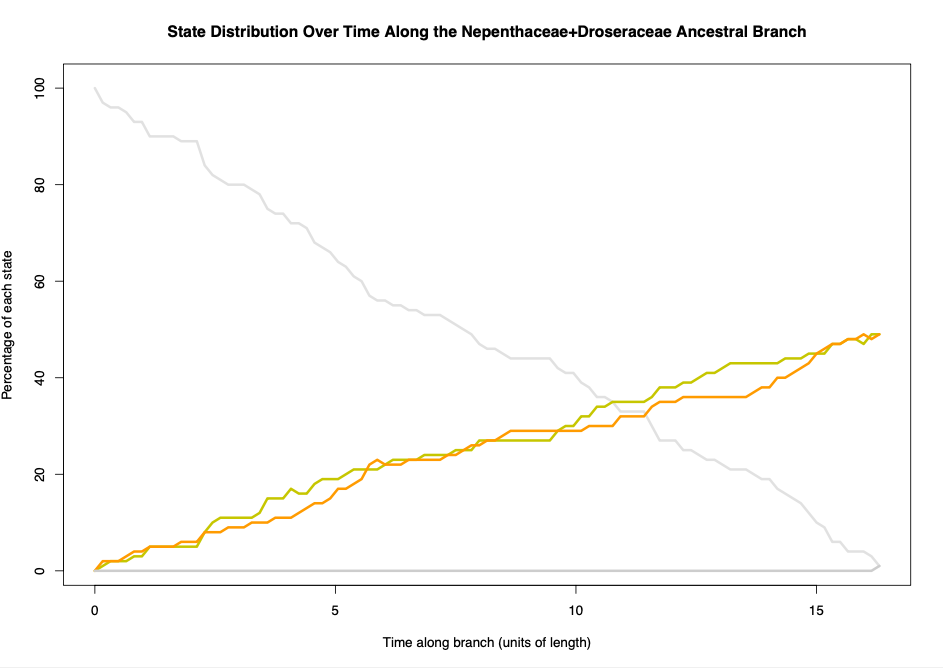 State Distribution Over Time Along the Nepenthaceae+Droseraceae Ancestral Branch
Percentage of each state
100
80
60
40
20
0
0 5 10 15
Time along branch (units of length)